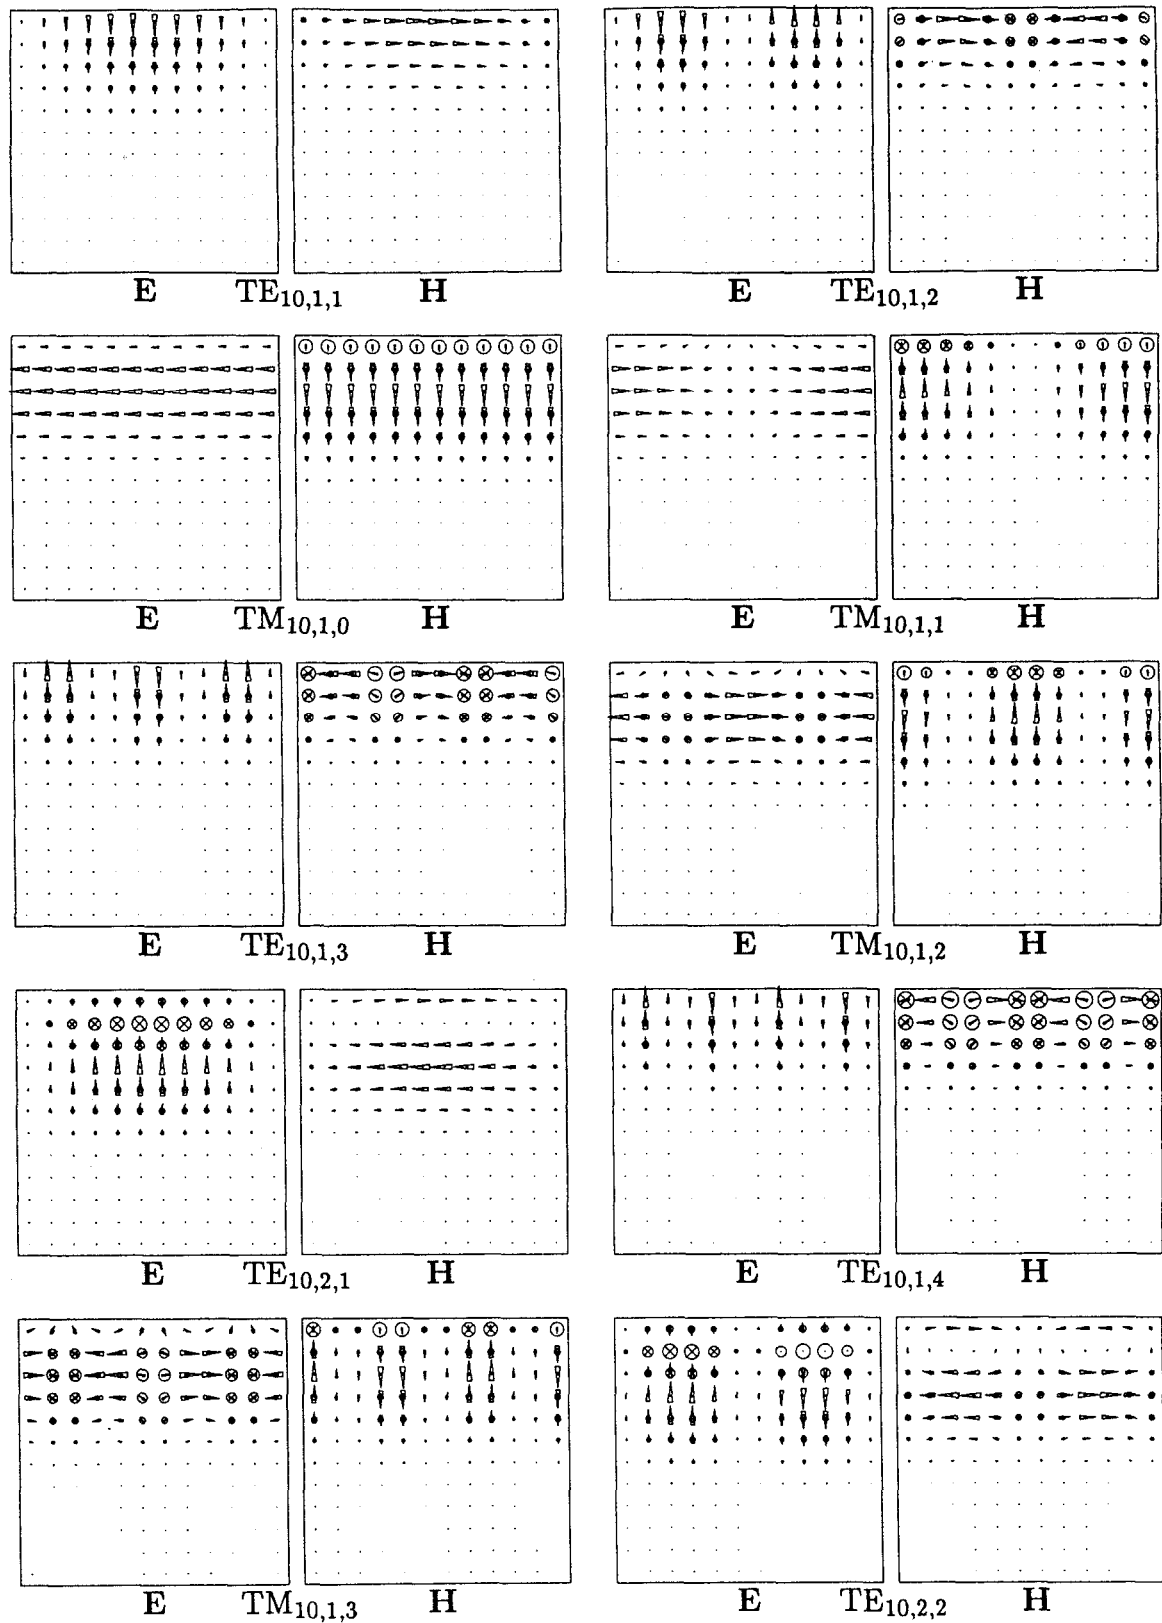 E TE10,1,1 H E TE10,1,2 H
E TM10,1,0 H E TM10,1,1 H
E TE10,1,3 H E TM10,1,2 H
E TE10,2,1 H E TE10,1,4 H
E TM10,1,3 H E TE10,2,2 H